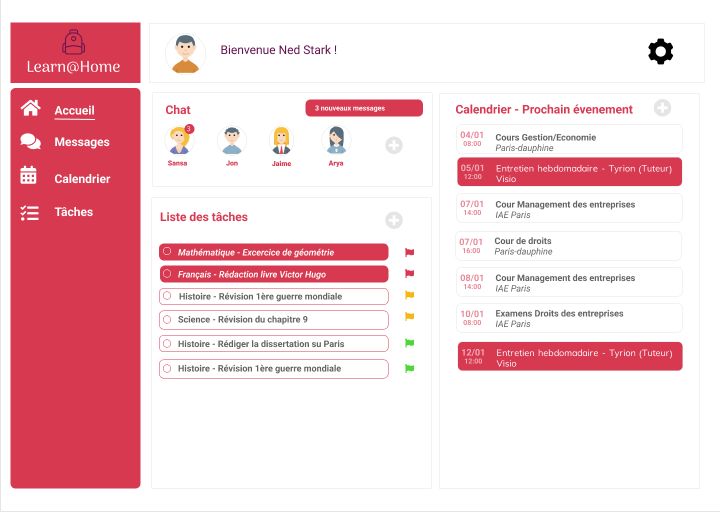 Learn@Home
Bienvenue Ned Stark !
Accueil
Messages
Calendrier
Tâches
Chat
3 nouveaux messages
3
Sansa
Jon
Jaime
Arya
Liste des tâches
Mathématique - Excercice de géométrie
Français - Rédaction livre Victor Hugo
Histoire - Révision 1ère guerre mondiale
Science - Révision du chapitre 9
Histoire - Rédiger la dissertation su Paris
Histoire - Révision 1ère guerre mondiale
Calendrier - Prochain évenement
04/01
08:00
Cours Gestion/Economie
Paris-dauphine
05/01
12:00
Entretien hebdomadaire - Tyrion (Tuteur)
Visio
07/01
14:00
Cour Management des entreprises
IAE Paris
07/01
16:00
Cour de droits
Paris-dauphine
08/01
14:00
Cour Management des entreprises
IAE Paris
10/01
08:00
Examens Droits des entreprises
IAE Paris
12/01
12:00
Entretien hebdomadaire - Tyrion (Tuteur)
Visio